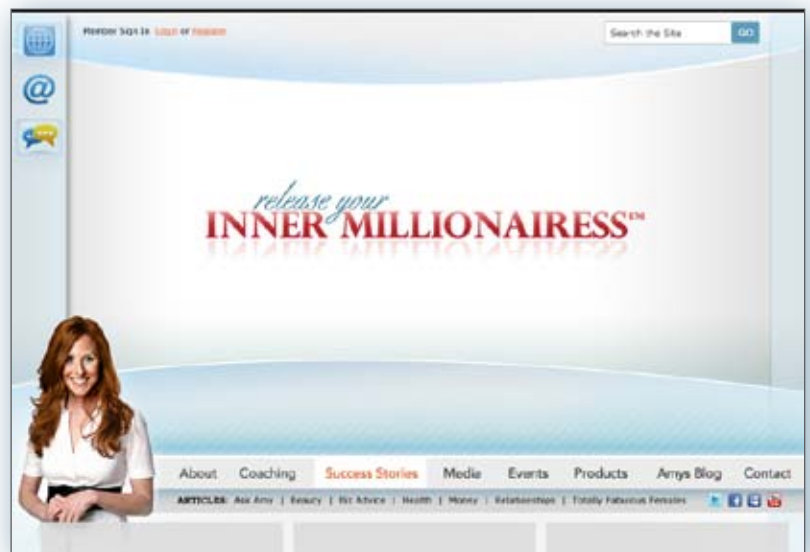 Member Sign In Login or Register
Search the Site GO
@
release your
INNER MILLIONAIRESS™
About Coaching Success Stories Media Events Products Amys Blog Contact
ARTICLES: Ask Amy | Beauty | Biz Advice | Health | Money | Relationships | Totally Fabulous Females